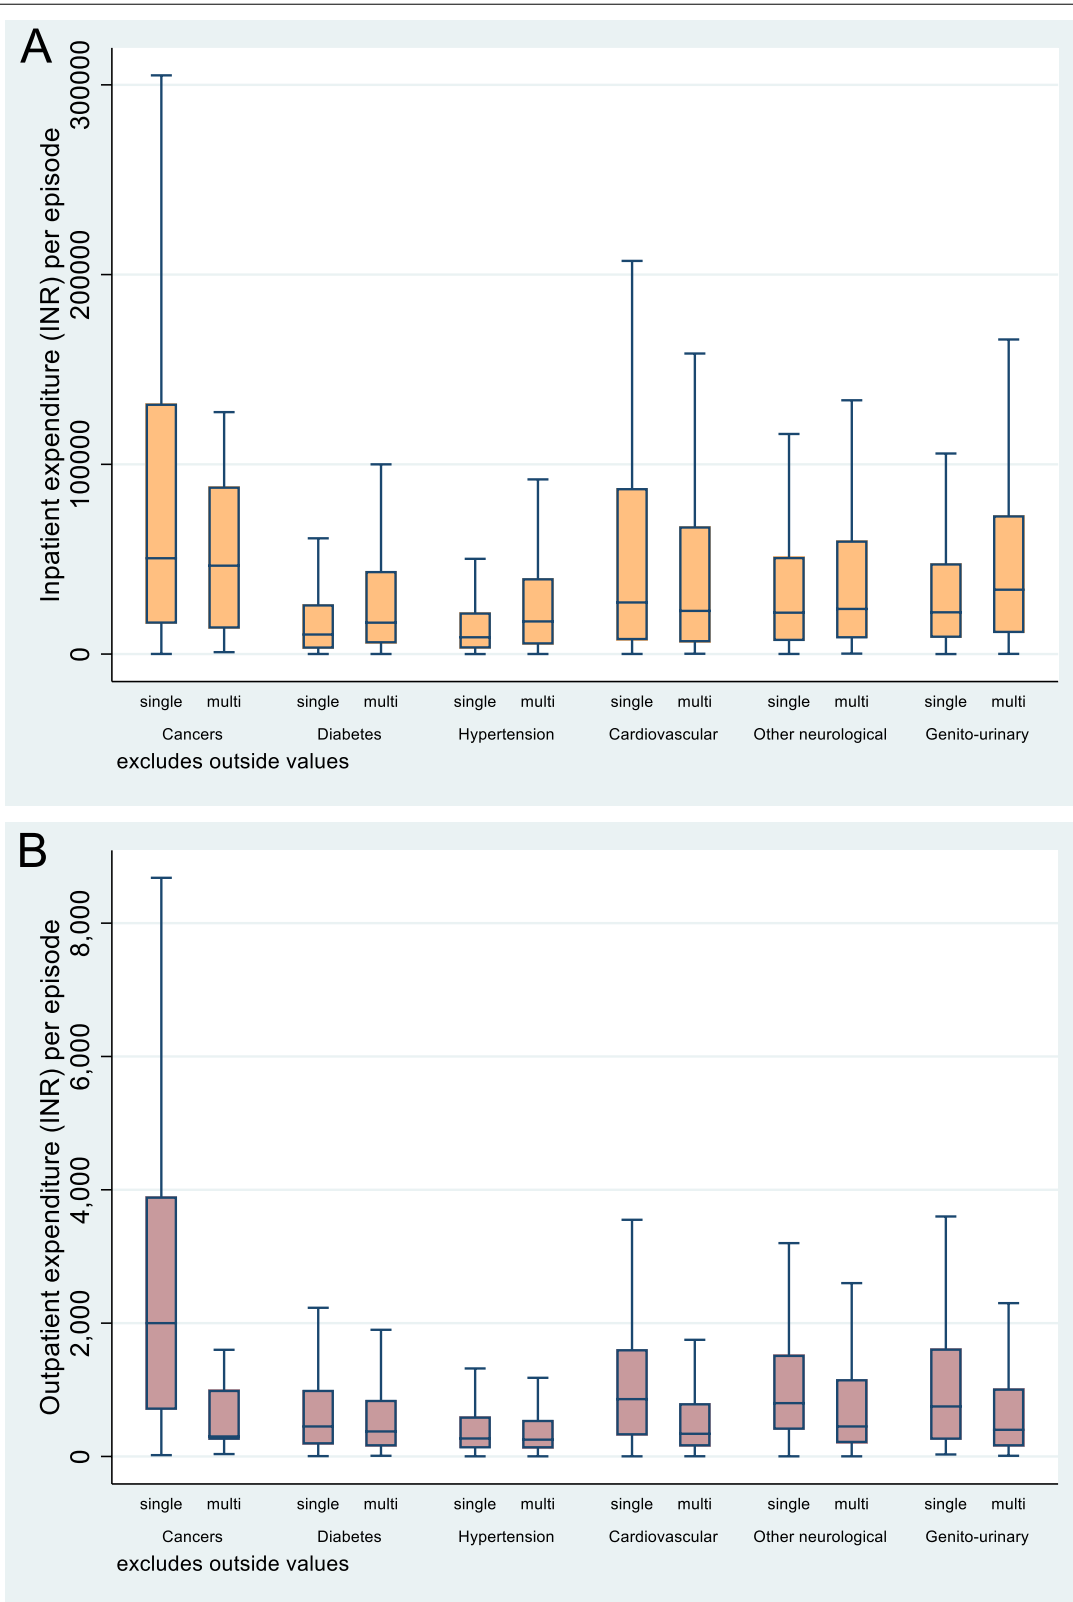 A
Inpatient expenditure (INR) per episode
300000
200000
100000
0
single multi single multi single multi single multi single multi single multi
Cancers Diabetes Hypertension Cardiovascular Other neurological Genito-urinary
excludes outside values
B
Outpatient expenditure (INR) per episode
8,000
6,000
4,000
2,000
0
single multi single multi single multi single multi single multi single multi
Cancers Diabetes Hypertension Cardiovascular Other neurological Genito-urinary
excludes outside values